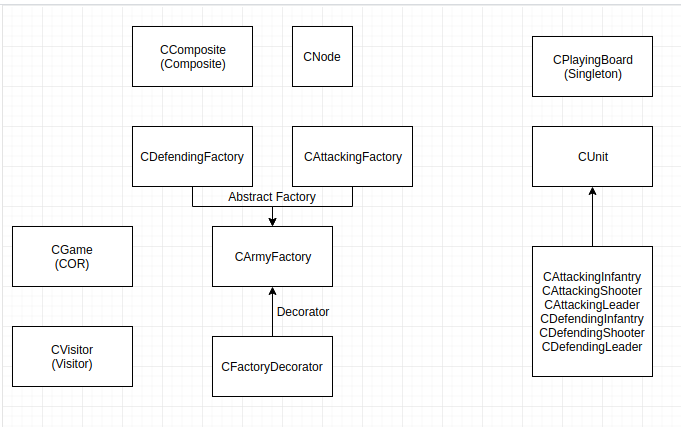 CComposite
(Composite)
CNode
CPlayingBoard
(Singleton)
CDefendingFactory
CAttackingFactory
CUnit
Abstract Factory
CGame
(COR)
CArmyFactory
CAttackingInfantry
CAttackingShooter
CAttackingLeader
CDefendingInfantry
CDefendingShooter
CDefendingLeader
Decorator
CVisitor
(Visitor)
CFactoryDecorator